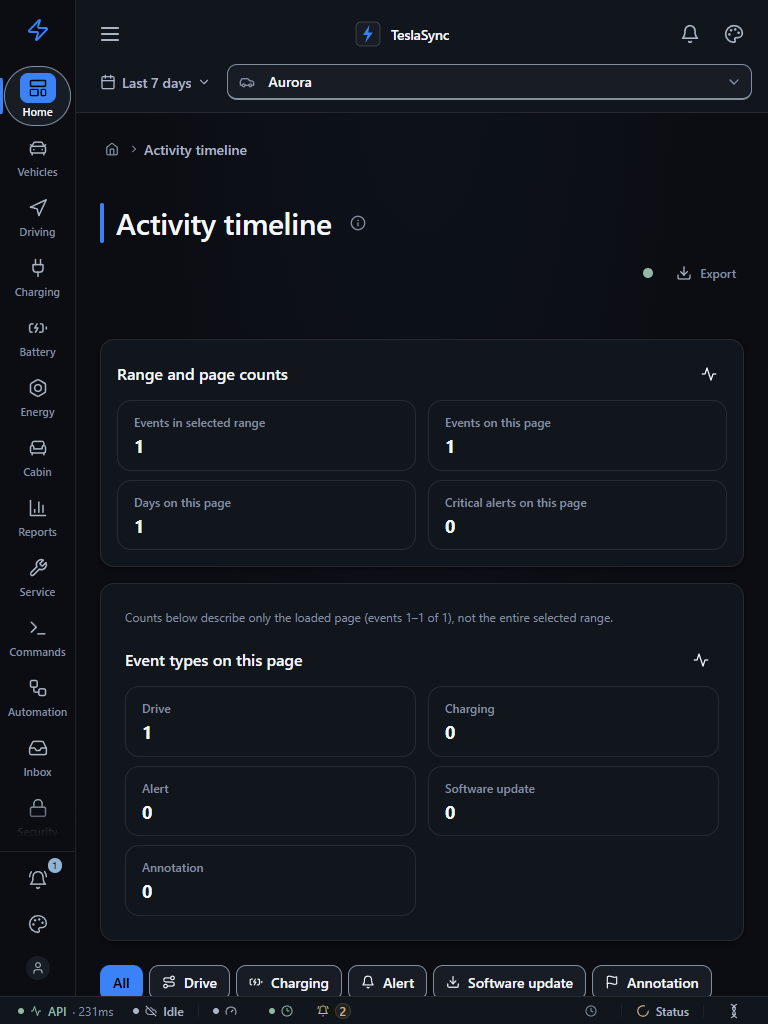 TeslaSync
Last 7 days
Aurora
Home
Vehicles
Driving
Charging
Battery
Energy
Cabin
Reports
Service
Commands
Automation
Inbox
Security
1
Activity timeline
Activity timeline
Export
Range and page counts
Events in selected range
1
Events on this page
1
Days on this page
1
Critical alerts on this page
0
Counts below describe only the loaded page (events 1–1 of 1), not the entire selected range.
Event types on this page
Drive
1
Charging
0
Alert
0
Software update
0
Annotation
0
All
Drive
Charging
Alert
Software update
Annotation
API · 231ms
Idle
2
Status